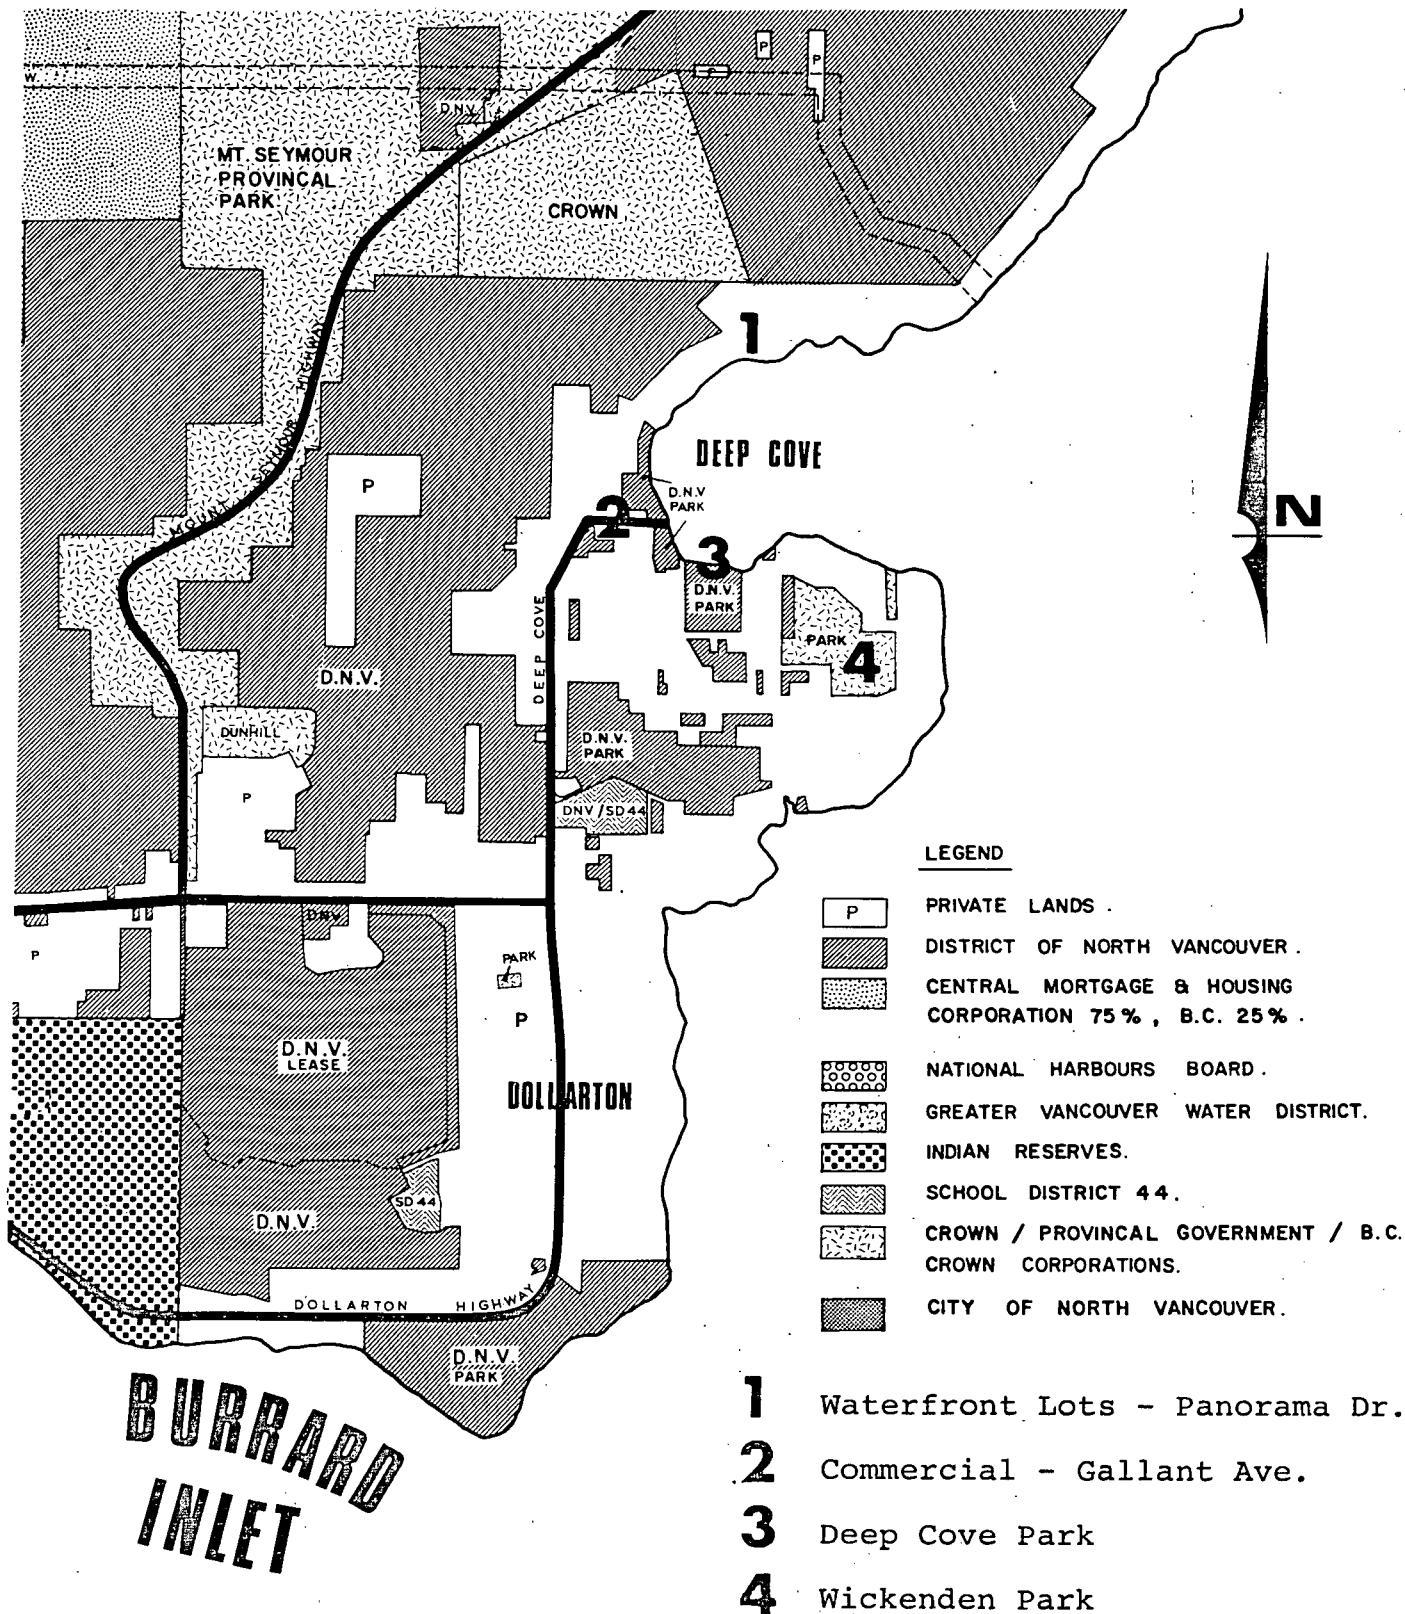 P
P
P
W.
D.N.V.
MT. SEYMOUR
PROVINCAL
PARK
CROWN
1
MOUNT SEYMOUR HIGHWAY
DEEP COVE
P
D.N.V
PARK
2
3
N
D.N.V.
PARK
DEEP COVE
PARK
4
D.N.V.
DUNHILL
D.N.V.
PARK
P
DNV/SD44
LEGEND
P PRIVATE LANDS .
DISTRICT OF NORTH VANCOUVER .
CENTRAL MORTGAGE & HOUSING
CORPORATION 75% , B.C. 25% .
NATIONAL HARBOURS BOARD .
GREATER VANCOUVER WATER DISTRICT.
INDIAN RESERVES.
SCHOOL DISTRICT 44 .
CROWN / PROVINCAL GOVERNMENT / B.C.
CROWN CORPORATIONS.
CITY OF NORTH VANCOUVER .
DNV
P
PARK
P
D.N.V.
LEASE
DOLLARTON
SD44
D.N.V.
DOLLARTON HIGHWAY
D.N.V.
PARK
BURRARD
INLET
1 Waterfront Lots - Panorama Dr.
2 Commercial - Gallant Ave.
3 Deep Cove Park
4 Wickenden Park